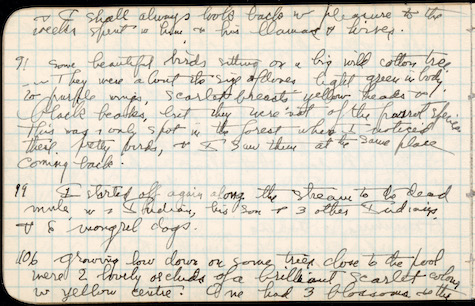 & I shall always look back w pleasure to the
weeks spent w him & his llamas & horses.
91 some beautiful birds sitting on a big wild cotton tree
They were about the size of doves light green in body
purple wings, scarlet breasts yellow heads and
black beaks, but they were not of the parrot species
This was only spot in the forest where I noticed
these pretty birds, & I saw them at the same place
coming back.
99 I started off again along the stream to the dead
mule, w 1 Indian, his son & 3 other Indians
& 8 mongrel dogs.
106 growing low down on some trees close to the pool
were 2 lovely orchids of a brilliant scarlet colour
w yellow centre. One had 3 blossoms & the